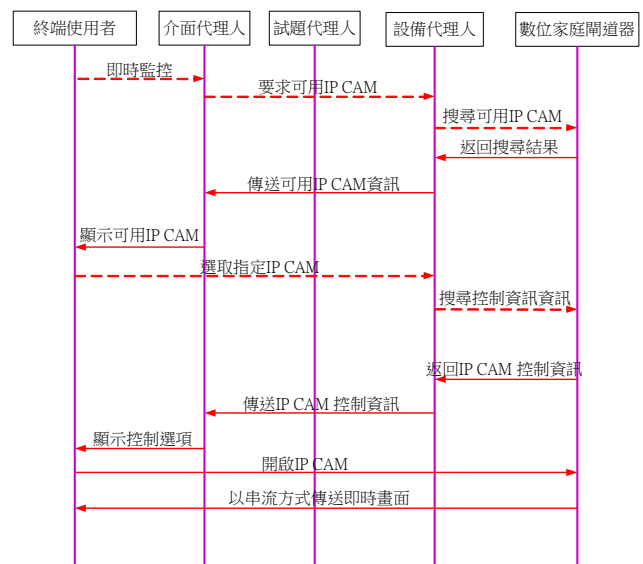 終端使用者
介面代理人
試題代理人
設備代理人
數位家庭閘道器
即時監控
要求可用IP CAM
搜尋可用IP CAM
返回搜尋結果
傳送可用IP CAM資訊
顯示可用IP CAM
選取指定IP CAM
搜尋控制資訊資訊
返回IP CAM 控制資訊
傳送IP CAM 控制資訊
顯示控制選項
開啟IP CAM
以串流方式傳送即時畫面